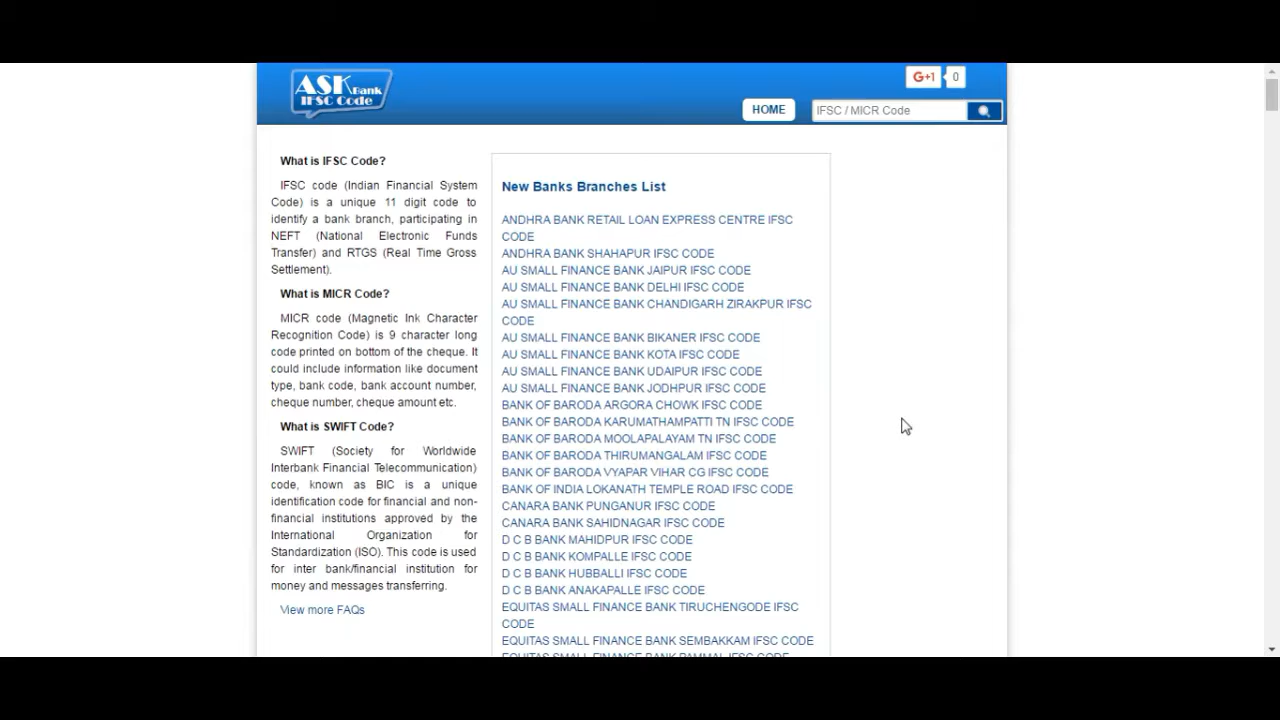 ASK Bank
IFSC Code
G+1 0
HOME
IFSC / MICR Code
What is IFSC Code?
IFSC code (Indian Financial System
Code) is a unique 11 digit code to
identify a bank branch, participating in
NEFT (National Electronic Funds
Transfer) and RTGS (Real Time Gross
Settlement).
What is MICR Code?
MICR code (Magnetic Ink Character
Recognition Code) is 9 character long
code printed on bottom of the cheque. It
could include information like document
type, bank code, bank account number,
cheque number, cheque amount etc.
What is SWIFT Code?
SWIFT (Society for Worldwide
Interbank Financial Telecommunication)
code, known as BIC is a unique
identification code for financial and non-
financial institutions approved by the
International Organization for
Standardization (ISO). This code is used
for inter bank/financial institution for
money and messages transferring.
View more FAQs
New Banks Branches List
ANDHRA BANK RETAIL LOAN EXPRESS CENTRE IFSC
CODE
ANDHRA BANK SHAHAPUR IFSC CODE
AU SMALL FINANCE BANK JAIPUR IFSC CODE
AU SMALL FINANCE BANK DELHI IFSC CODE
AU SMALL FINANCE BANK CHANDIGARH ZIRAKPUR IFSC
CODE
AU SMALL FINANCE BANK BIKANER IFSC CODE
AU SMALL FINANCE BANK KOTA IFSC CODE
AU SMALL FINANCE BANK UDAIPUR IFSC CODE
AU SMALL FINANCE BANK JODHPUR IFSC CODE
BANK OF BARODA ARGORA CHOWK IFSC CODE
BANK OF BARODA KARUMATHAMPATTI TN IFSC CODE
BANK OF BARODA MOOLAPALAYAM TN IFSC CODE
BANK OF BARODA THIRUMANGALAM IFSC CODE
BANK OF BARODA VYAPAR VIHAR CG IFSC CODE
BANK OF INDIA LOKANATH TEMPLE ROAD IFSC CODE
CANARA BANK PUNGANUR IFSC CODE
CANARA BANK SAHIDNAGAR IFSC CODE
D C B BANK MAHIDPUR IFSC CODE
D C B BANK KOMPALLE IFSC CODE
D C B BANK HUBBALLI IFSC CODE
D C B BANK ANAKAPALLE IFSC CODE
EQUITAS SMALL FINANCE BANK TIRUCHENGODE IFSC
CODE
EQUITAS SMALL FINANCE BANK SEMBAKKAM IFSC CODE
EQUITAS SMALL FINANCE BANK PAMMAL IFSC CODE